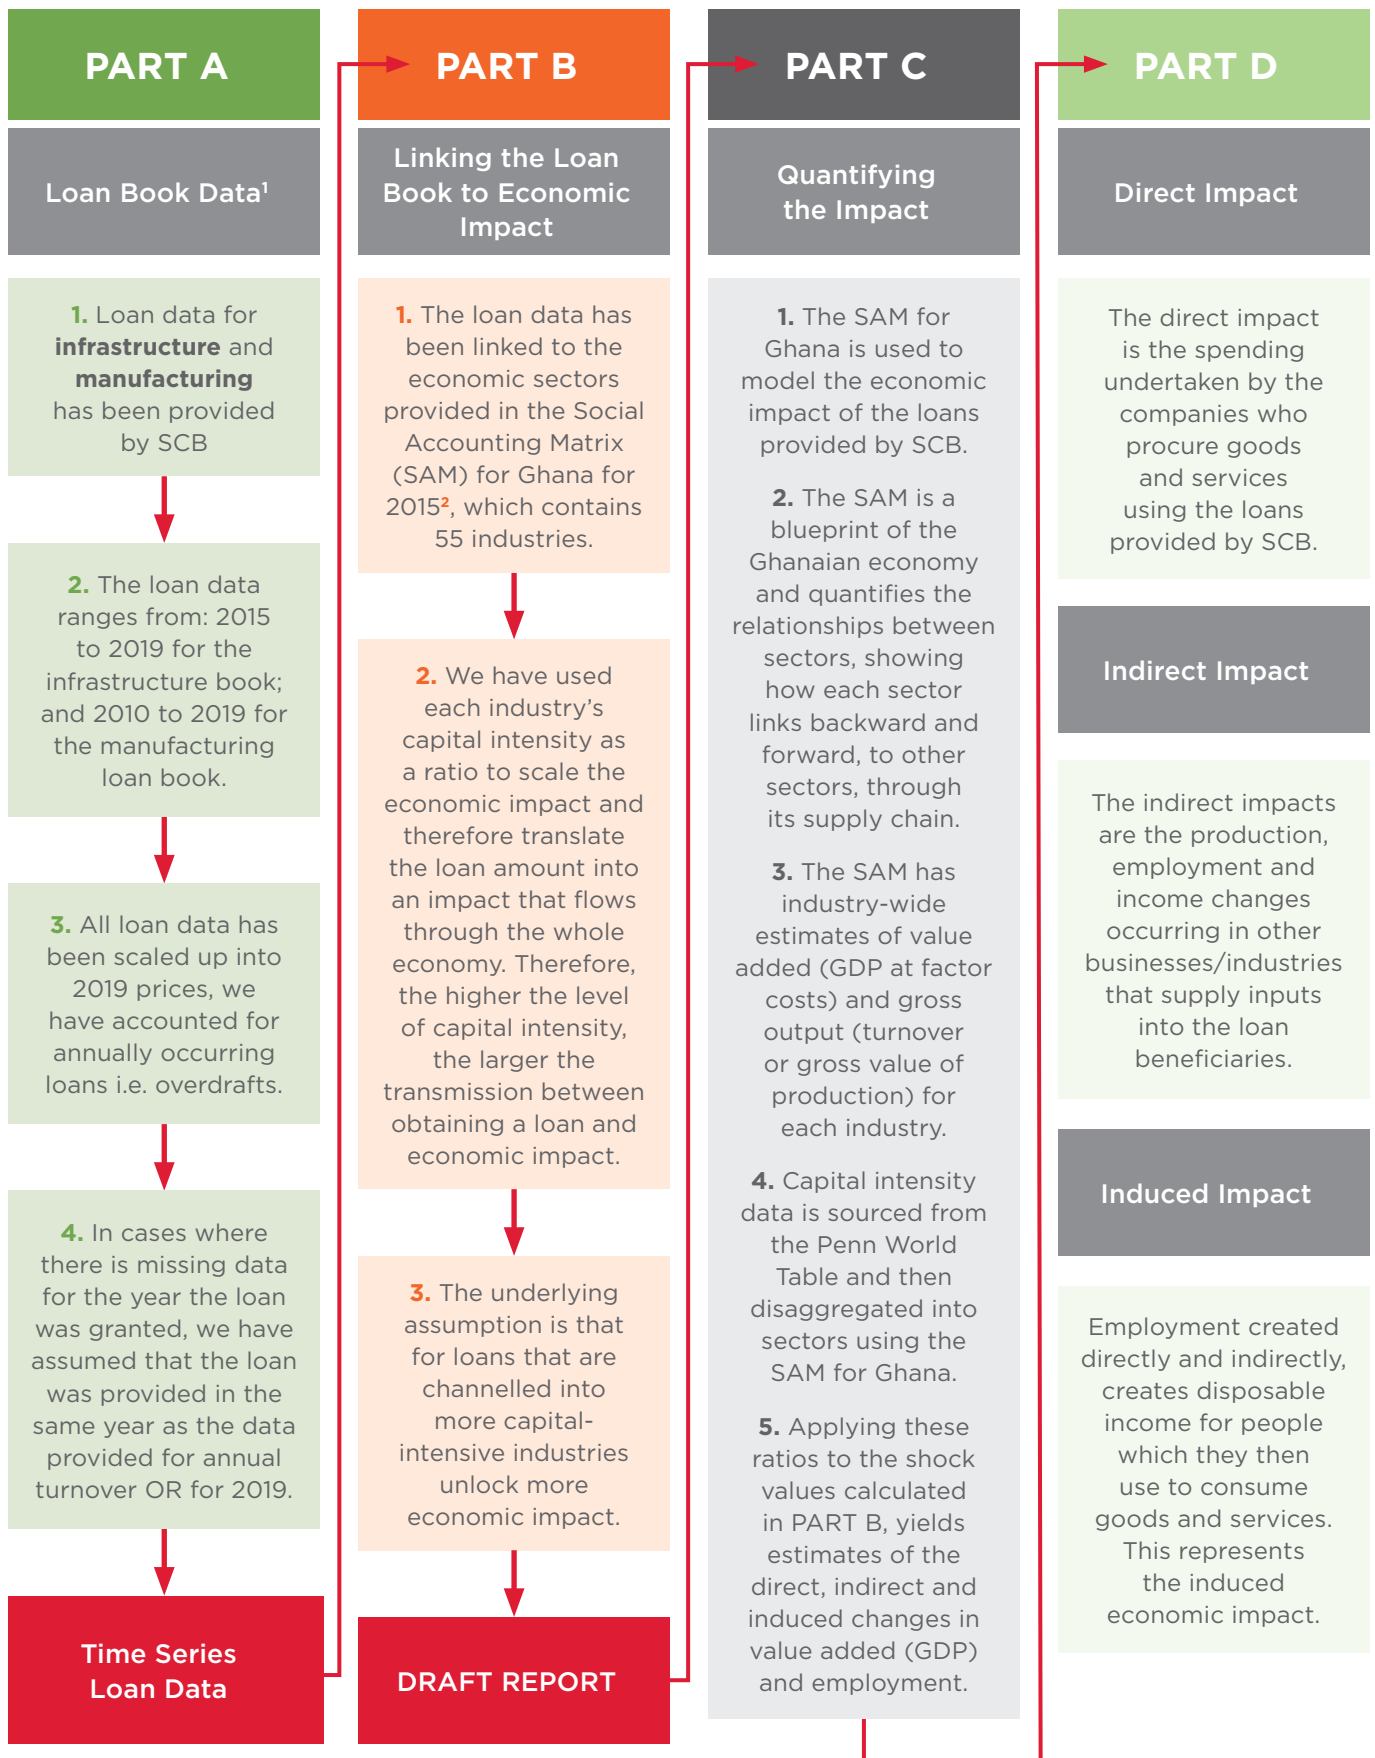 PART A
Loan Book Data¹
1. Loan data for
infrastructure and
manufacturing
has been provided
by SCB
2. The loan data
ranges from: 2015
to 2019 for the
infrastructure book;
and 2010 to 2019 for
the manufacturing
loan book.
3. All loan data has
been scaled up into
2019 prices, we
have accounted for
annually occurring
loans i.e. overdrafts.
4. In cases where
there is missing data
for the year the loan
was granted, we have
assumed that the loan
was provided in the
same year as the data
provided for annual
turnover OR for 2019.
Time Series
Loan Data
PART B
Linking the Loan
Book to Economic
Impact
1. The loan data has
been linked to the
economic sectors
provided in the Social
Accounting Matrix
(SAM) for Ghana for
2015², which contains
55 industries.
2. We have used
each industry’s
capital intensity as
a ratio to scale the
economic impact and
therefore translate
the loan amount into
an impact that flows
through the whole
economy. Therefore,
the higher the level
of capital intensity,
the larger the
transmission between
obtaining a loan and
economic impact.
3. The underlying
assumption is that
for loans that are
channelled into
more capital-
intensive industries
unlock more
economic impact.
DRAFT REPORT
PART C
Quantifying
the Impact
1. The SAM for
Ghana is used to
model the economic
impact of the loans
provided by SCB.
2. The SAM is a
blueprint of the
Ghanaian economy
and quantifies the
relationships between
sectors, showing
how each sector
links backward and
forward, to other
sectors, through
its supply chain.
3. The SAM has
industry-wide
estimates of value
added (GDP at factor
costs) and gross
output (turnover
or gross value of
production) for
each industry.
4. Capital intensity
data is sourced from
the Penn World
Table and then
disaggregated into
sectors using the
SAM for Ghana.
5. Applying these
ratios to the shock
values calculated
in PART B, yields
estimates of the
direct, indirect and
induced changes in
value added (GDP)
and employment.
PART D
Direct Impact
The direct impact
is the spending
undertaken by the
companies who
procure goods
and services
using the loans
provided by SCB.
Indirect Impact
The indirect impacts
are the production,
employment and
income changes
occurring in other
businesses/industries
that supply inputs
into the loan
beneficiaries.
Induced Impact
Employment created
directly and indirectly,
creates disposable
income for people
which they then
use to consume
goods and services.
This represents
the induced
economic impact.